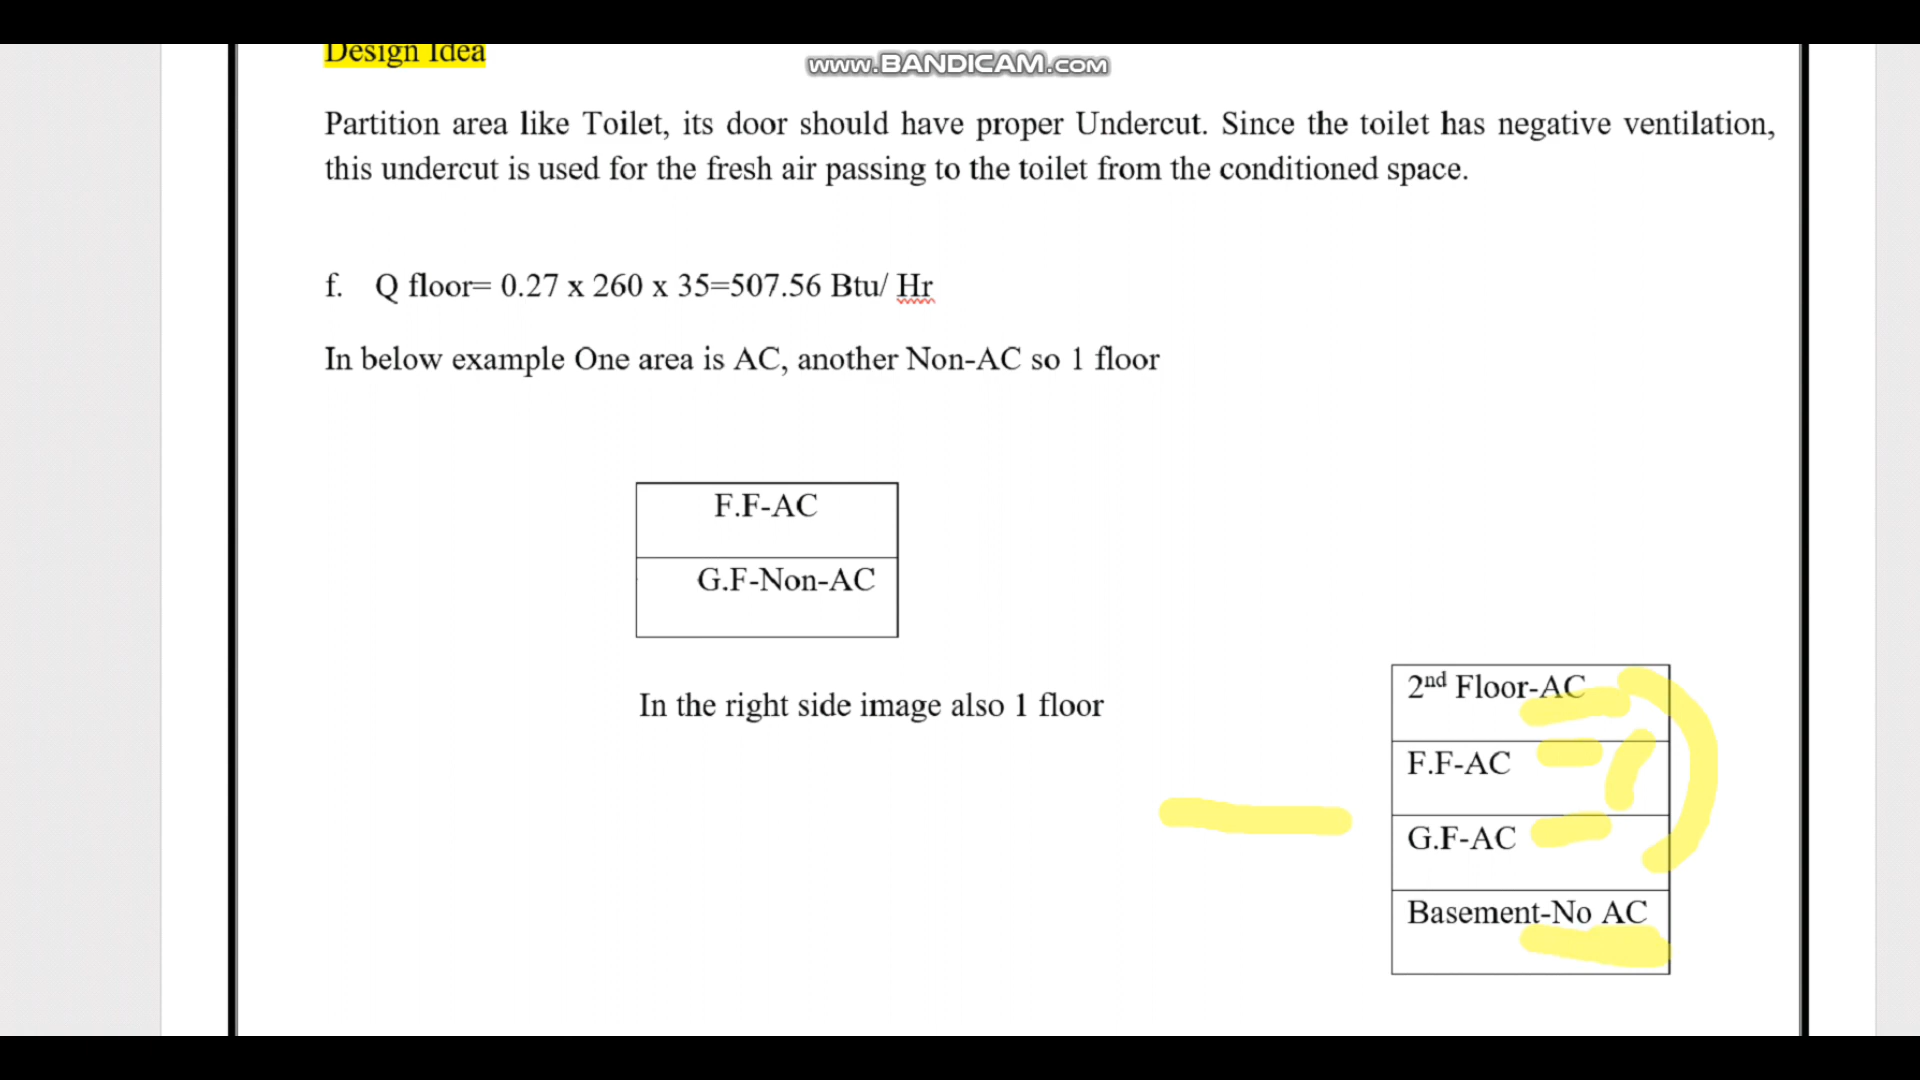 Design Idea
www.BANDICAM.com
Partition area like Toilet, its door should have proper Undercut. Since the toilet has negative ventilation,
this undercut is used for the fresh air passing to the toilet from the conditioned space.
f. Q floor= 0.27 x 260 x 35=507.56 Btu/ Hr
In below example One area is AC, another Non-AC so 1 floor
F.F-AC
G.F-Non-AC
In the right side image also 1 floor
2nd Floor-AC
F.F-AC
G.F-AC
Basement-No AC